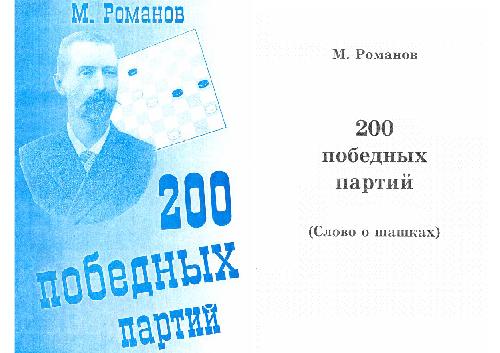 М. Романов
200
победных
партий
М. Романов
200
победных
партий
(Слово о шашках)